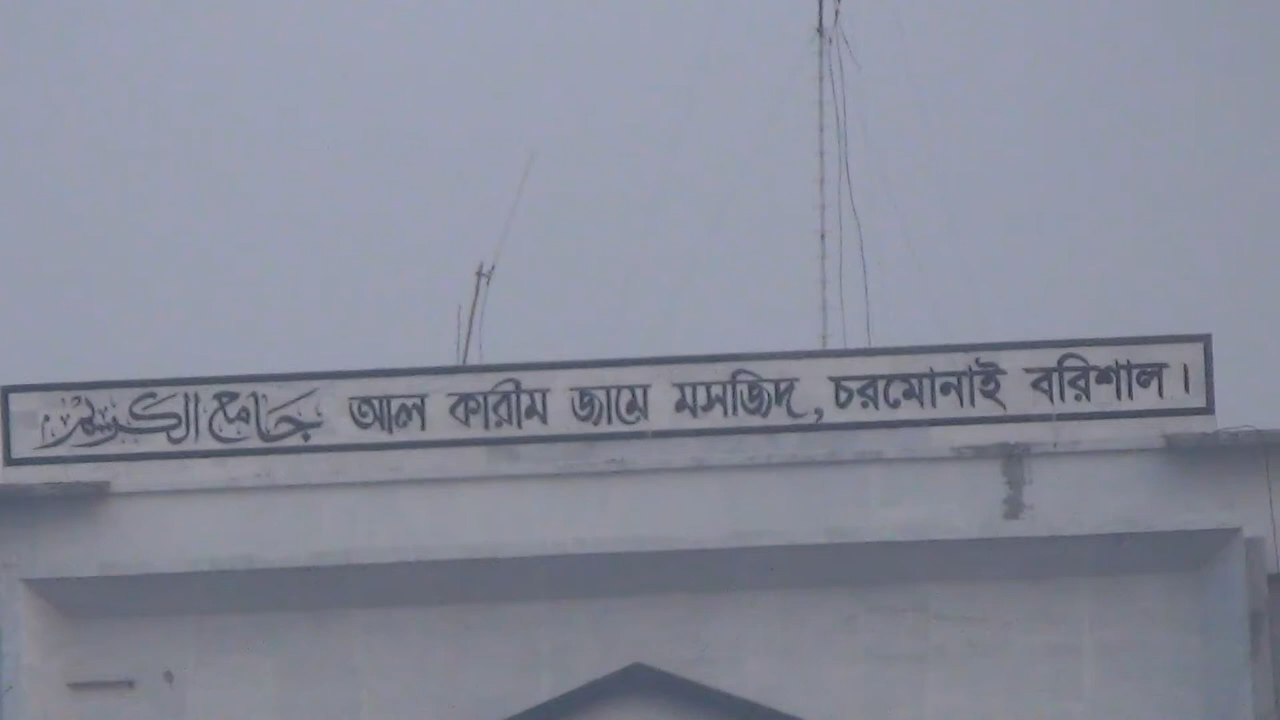 جامع الكريم আল কারীম জামে মসজিদ, চরমোনাই বরিশাল।